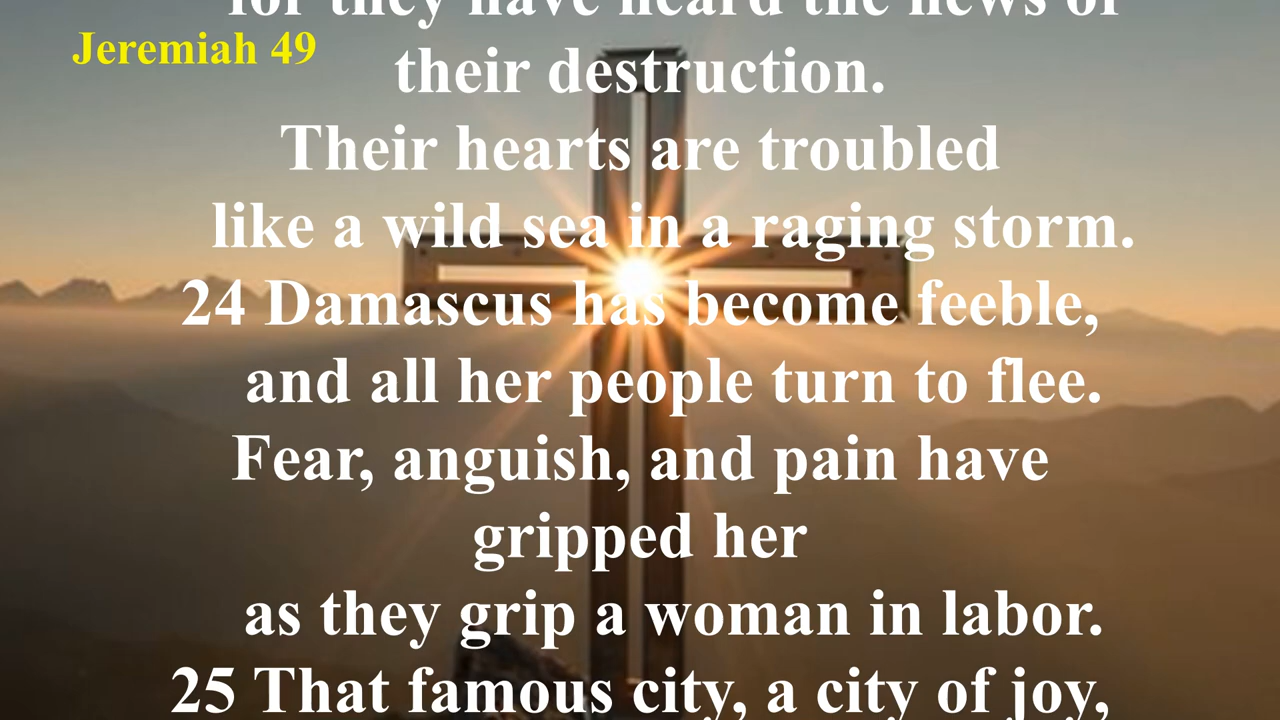 for they have heard the news of
Jeremiah 49
their destruction.
Their hearts are troubled
like a wild sea in a raging storm.
24 Damascus has become feeble,
and all her people turn to flee.
Fear, anguish, and pain have
gripped her
as they grip a woman in labor.
25 That famous city, a city of joy,